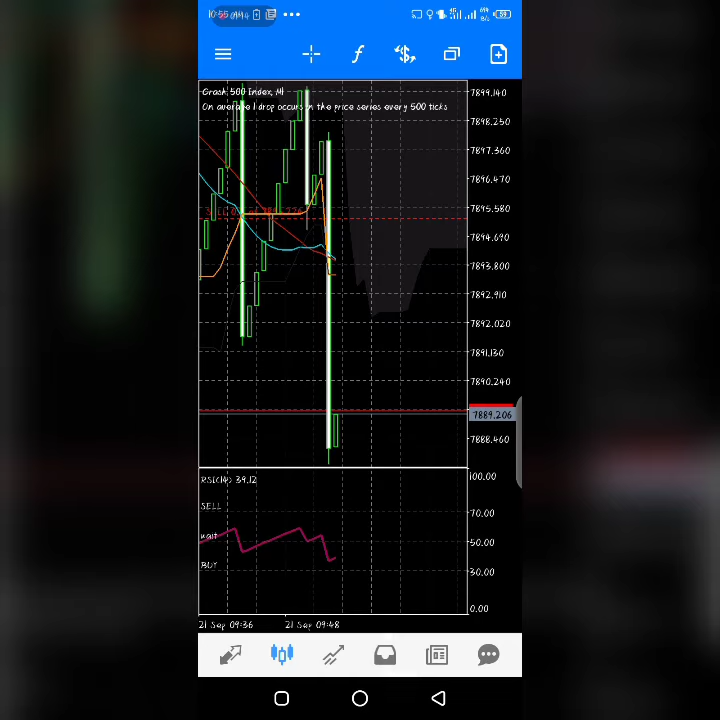 10:55
59
Crash 500 Index, M1
On average 1 drop occurs in the price series every 500 ticks
7899.140
7898.250
7897.360
7896.470
7895.580
7894.690
7893.800
7892.910
7892.020
7891.130
7890.240
7889.206
7888.460
RSI(14) 39.12
100.00
SELL
70.00
wait
50.00
BUY
30.00
0.00
21 Sep 09:36
21 Sep 09:48